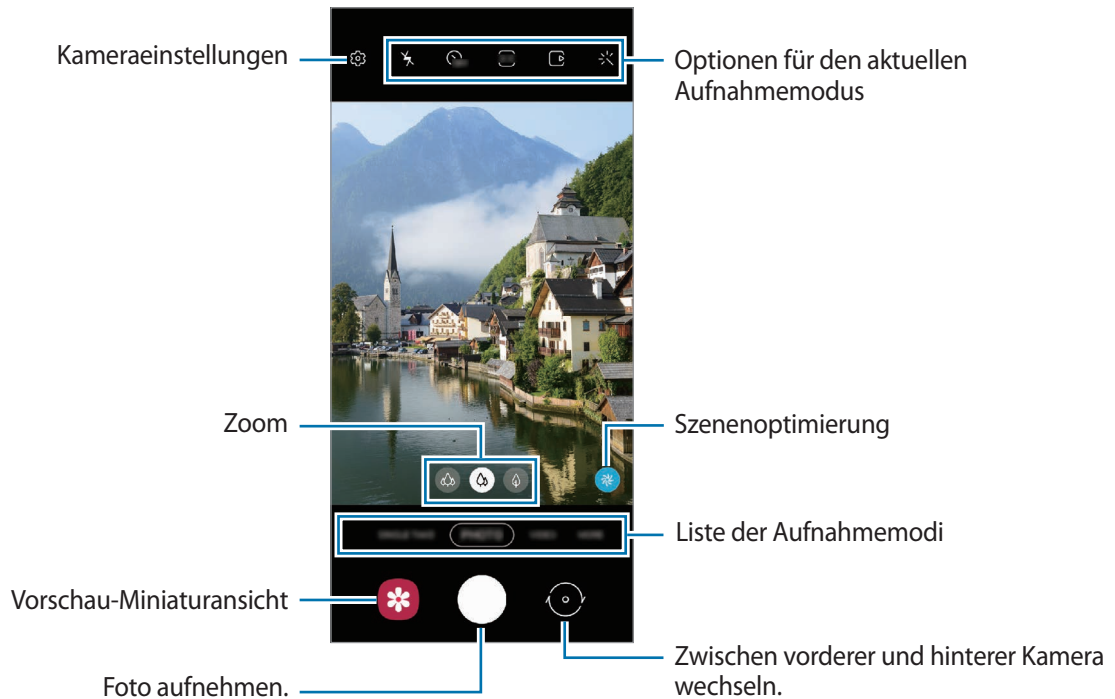 Kameraeinstellungen
Optionen für den aktuellen
Aufnahmemodus
Zoom
Szenenoptimierung
Liste der Aufnahmemodi
Vorschau-Miniaturansicht
Zwischen vorderer und hinterer Kamera
wechseln.
Foto aufnehmen.